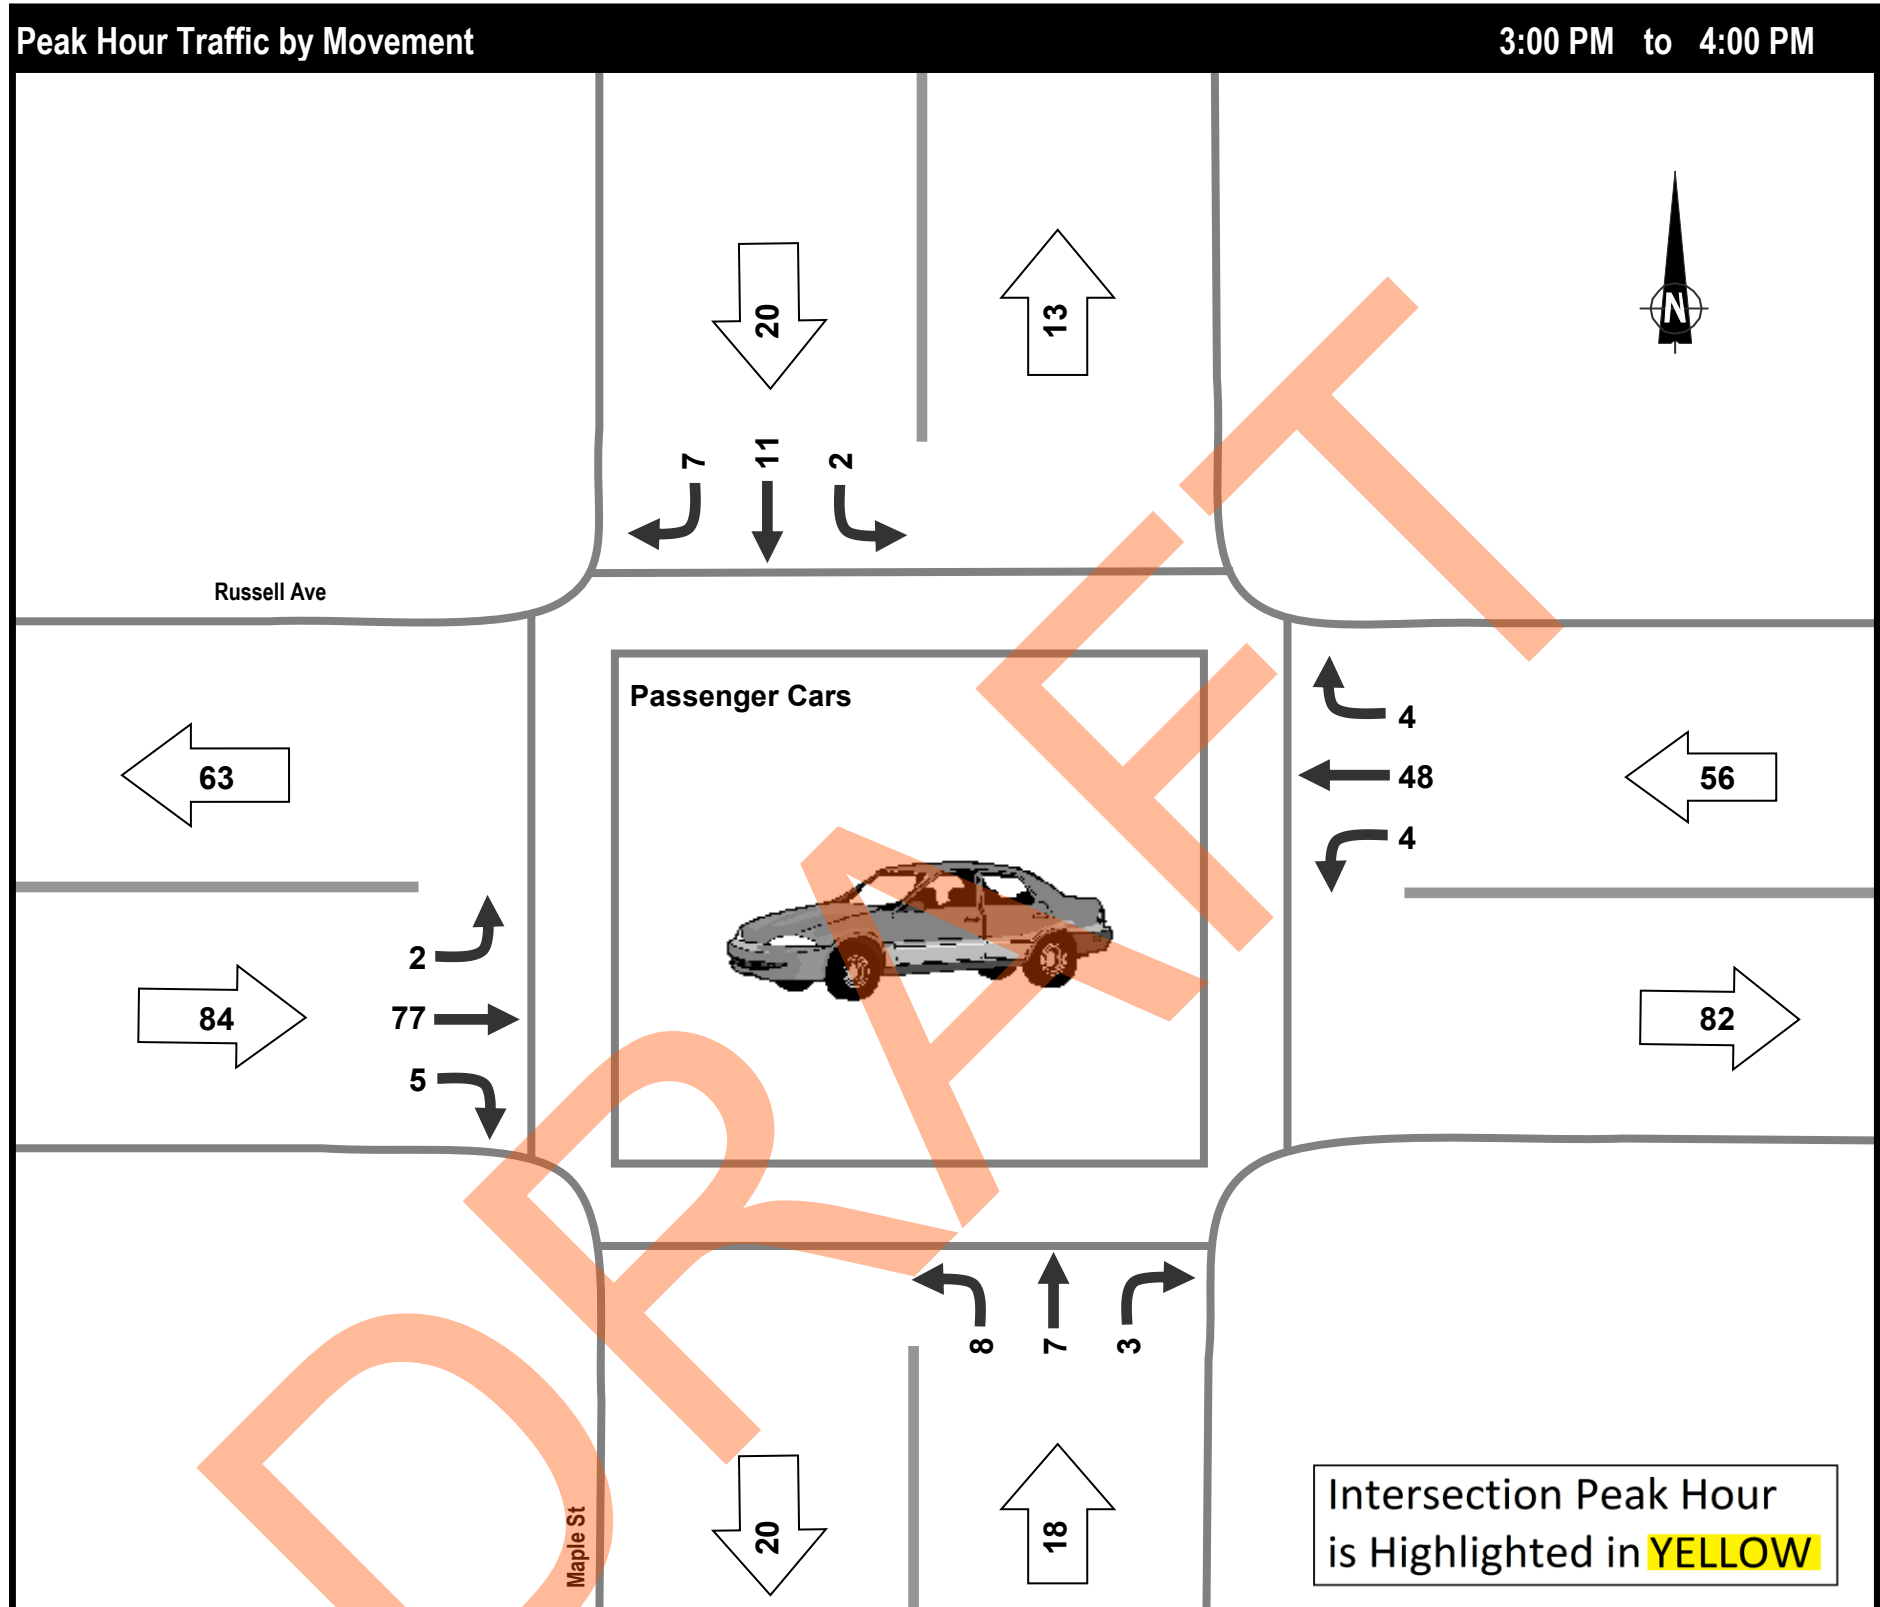 Peak Hour Traffic by Movement 3:00 PM to 4:00 PM
20
13
7 11 2
N
Russell Ave
Passenger Cars
4
63
48
56
4
2
84
77
82
5
8 7 3
Maple St
20
18
Intersection Peak Hour
is Highlighted in YELLOW
DRAFT